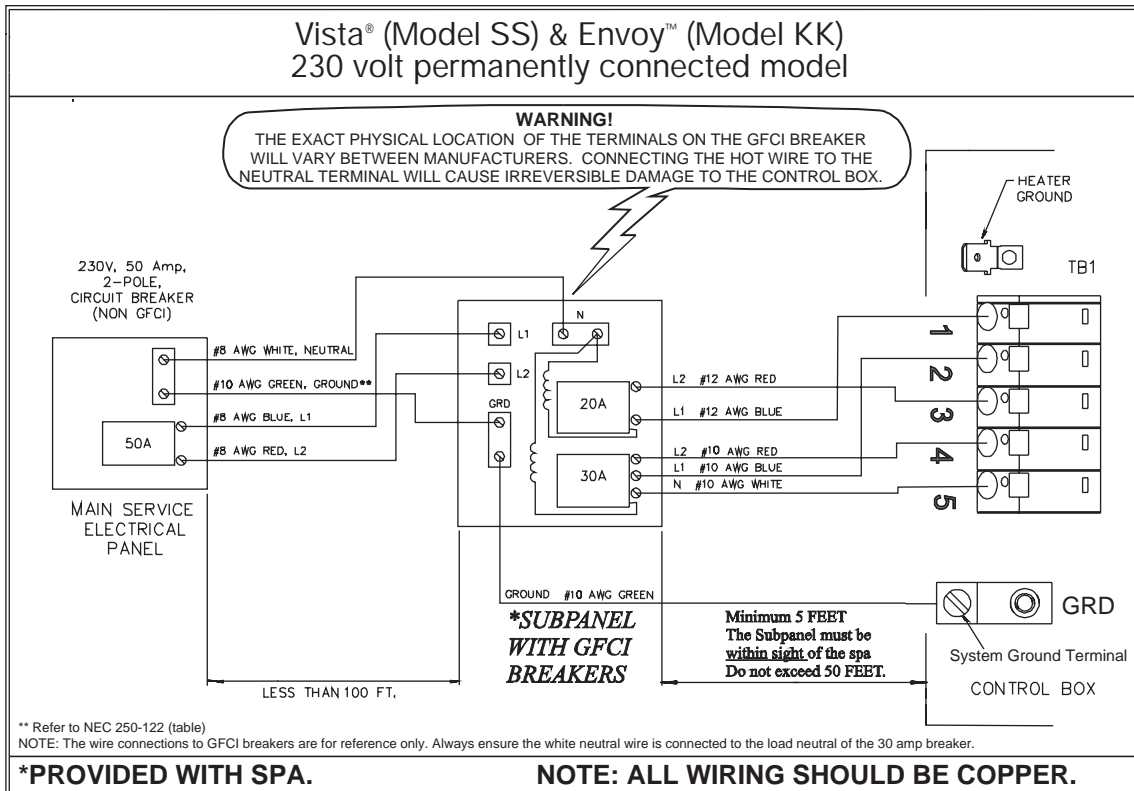 Vista® (Model SS) & Envoy™ (Model KK)
230 volt permanently connected model
WARNING!
THE EXACT PHYSICAL LOCATION OF THE TERMINALS ON THE GFCI BREAKER
WILL VARY BETWEEN MANUFACTURERS. CONNECTING THE HOT WIRE TO THE
NEUTRAL TERMINAL WILL CAUSE IRREVERSIBLE DAMAGE TO THE CONTROL BOX.
HEATER
GROUND
TB1
230V, 50 Amp,
2-POLE,
CIRCUIT BREAKER
(NON GFCI)
#8 AWG WHITE, NEUTRAL
#10 AWG GREEN, GROUND**
#8 AWG BLUE, L1
#8 AWG RED, L2
50A
MAIN SERVICE
ELECTRICAL
PANEL
L1
N
L2
GRD
20A
30A
L2 #12 AWG RED
L1 #12 AWG BLUE
L2 #10 AWG RED
L1 #10 AWG BLUE
N #10 AWG WHITE
1
2
3
4
5
GROUND #10 AWG GREEN
*SUBPANEL
WITH GFCI
BREAKERS
Minimum 5 FEET
The Subpanel must be
within sight of the spa
Do not exceed 50 FEET.
GRD
System Ground Terminal
CONTROL BOX
LESS THAN 100 FT.
** Refer to NEC 250-122 (table)
NOTE: The wire connections to GFCI breakers are for reference only. Always ensure the white neutral wire is connected to the load neutral of the 30 amp breaker.
*PROVIDED WITH SPA.
NOTE: ALL WIRING SHOULD BE COPPER.